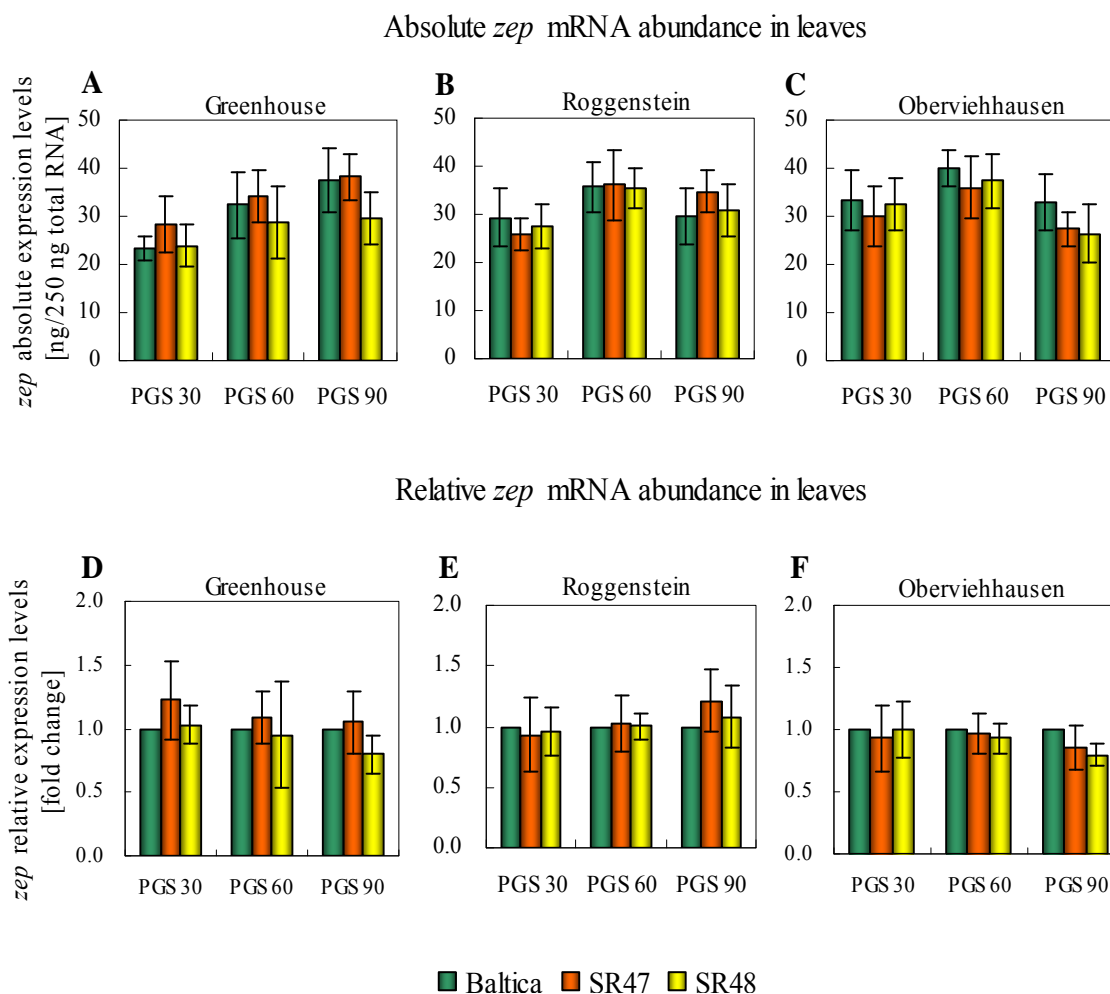 Absolute zep mRNA abundance in leaves
A
B
C
Greenhouse
Roggenstein
Oberviehhausen
zep absolute expression levels
[ng/250 ng total RNA]
50
40
30
20
10
0
50
40
30
20
10
0
50
40
30
20
10
0
PGS 30 PGS 60 PGS 90
PGS 30 PGS 60 PGS 90
PGS 30 PGS 60 PGS 90
Relative zep mRNA abundance in leaves
D
E
F
Greenhouse
Roggenstein
Oberviehhausen
zep relative expression levels
[fold change]
2.0
1.5
1.0
0.5
0.0
2.0
1.5
1.0
0.5
0.0
2.0
1.5
1.0
0.5
0.0
PGS 30 PGS 60 PGS 90
PGS 30 PGS 60 PGS 90
PGS 30 PGS 60 PGS 90
Baltica SR47 SR48